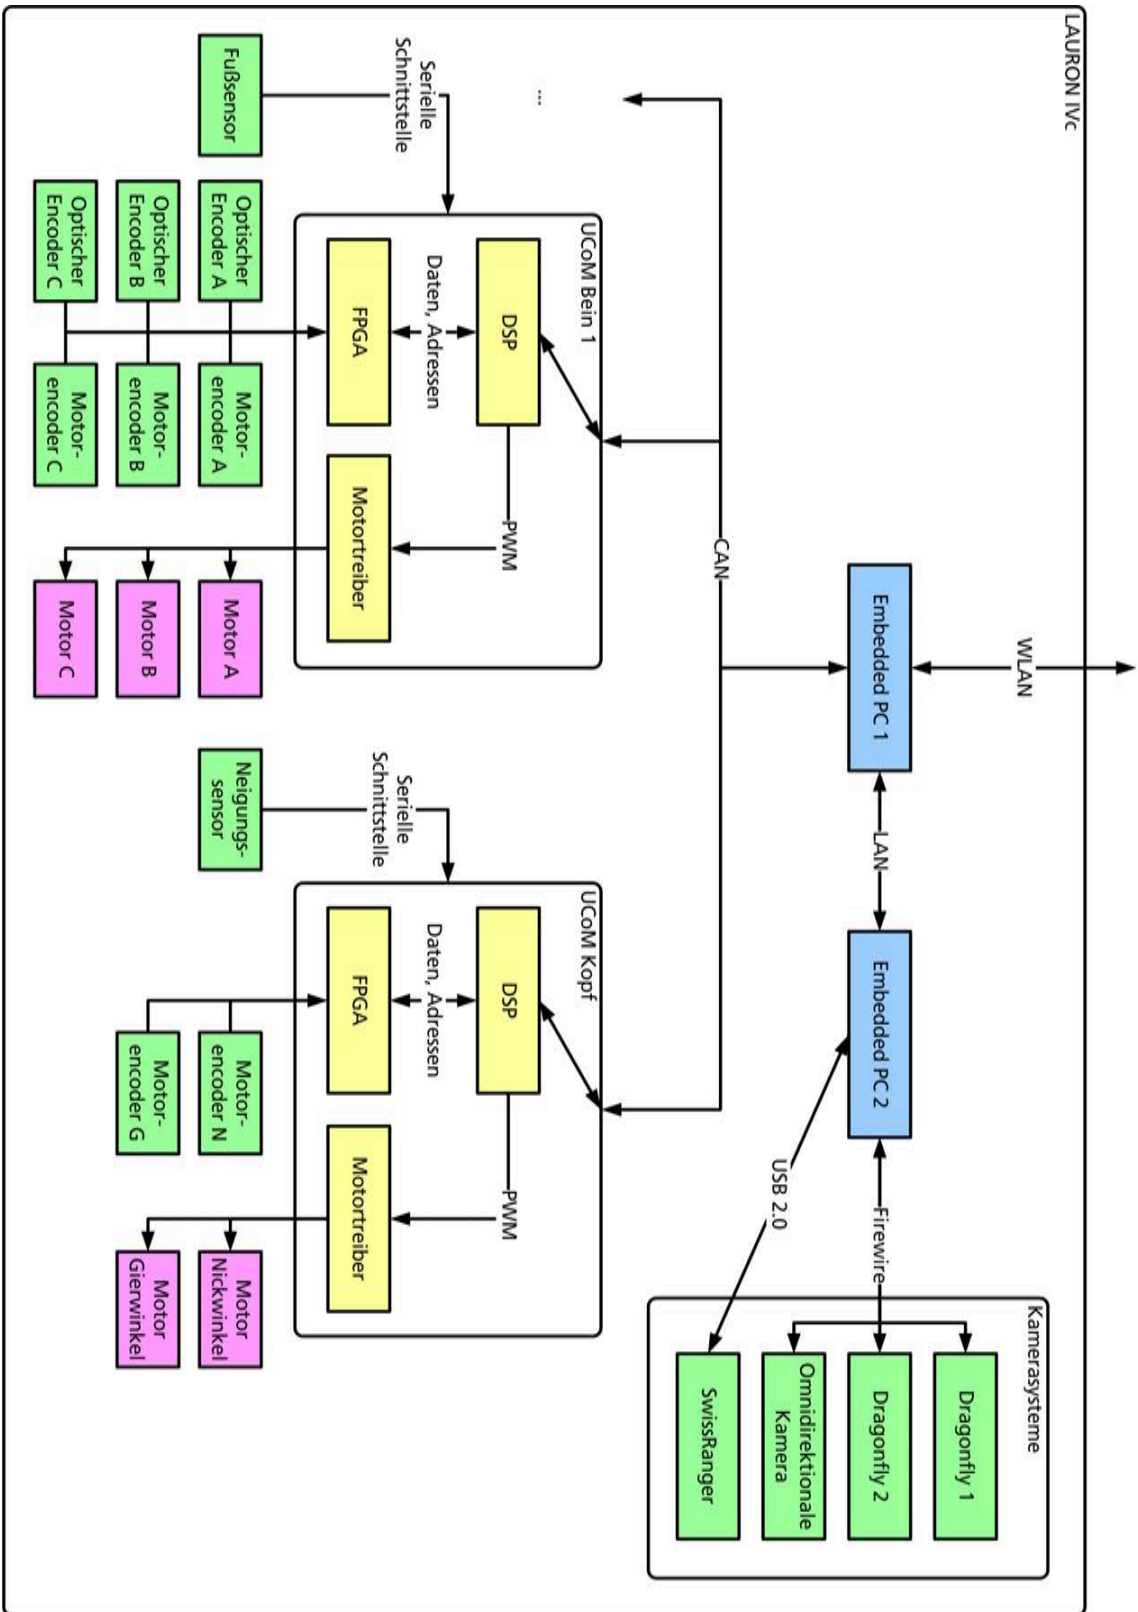 LAURON IVc
WLAN
Embedded PC 1
LAN
Embedded PC 2
Firewire
USB 2.0
Kamerasysteme
Dragonfly 1
Dragonfly 2
Omnidirektionale
Kamera
SwissRanger
CAN
...
UCoM Bein 1
DSP
Daten, Adressen
FPGA
PWM
Motortreiber
Serielle
Schnittstelle
Fußsensor
Optischer
Encoder A
Optischer
Encoder B
Optischer
Encoder C
Motor-
encoder A
Motor-
encoder B
Motor-
encoder C
Motor A
Motor B
Motor C
UCoM Kopf
DSP
Daten, Adressen
FPGA
PWM
Motortreiber
Serielle
Schnittstelle
Neigungs-
sensor
Motor-
encoder N
Motor-
encoder G
Motor
Nickwinkel
Motor
Gierwinkel